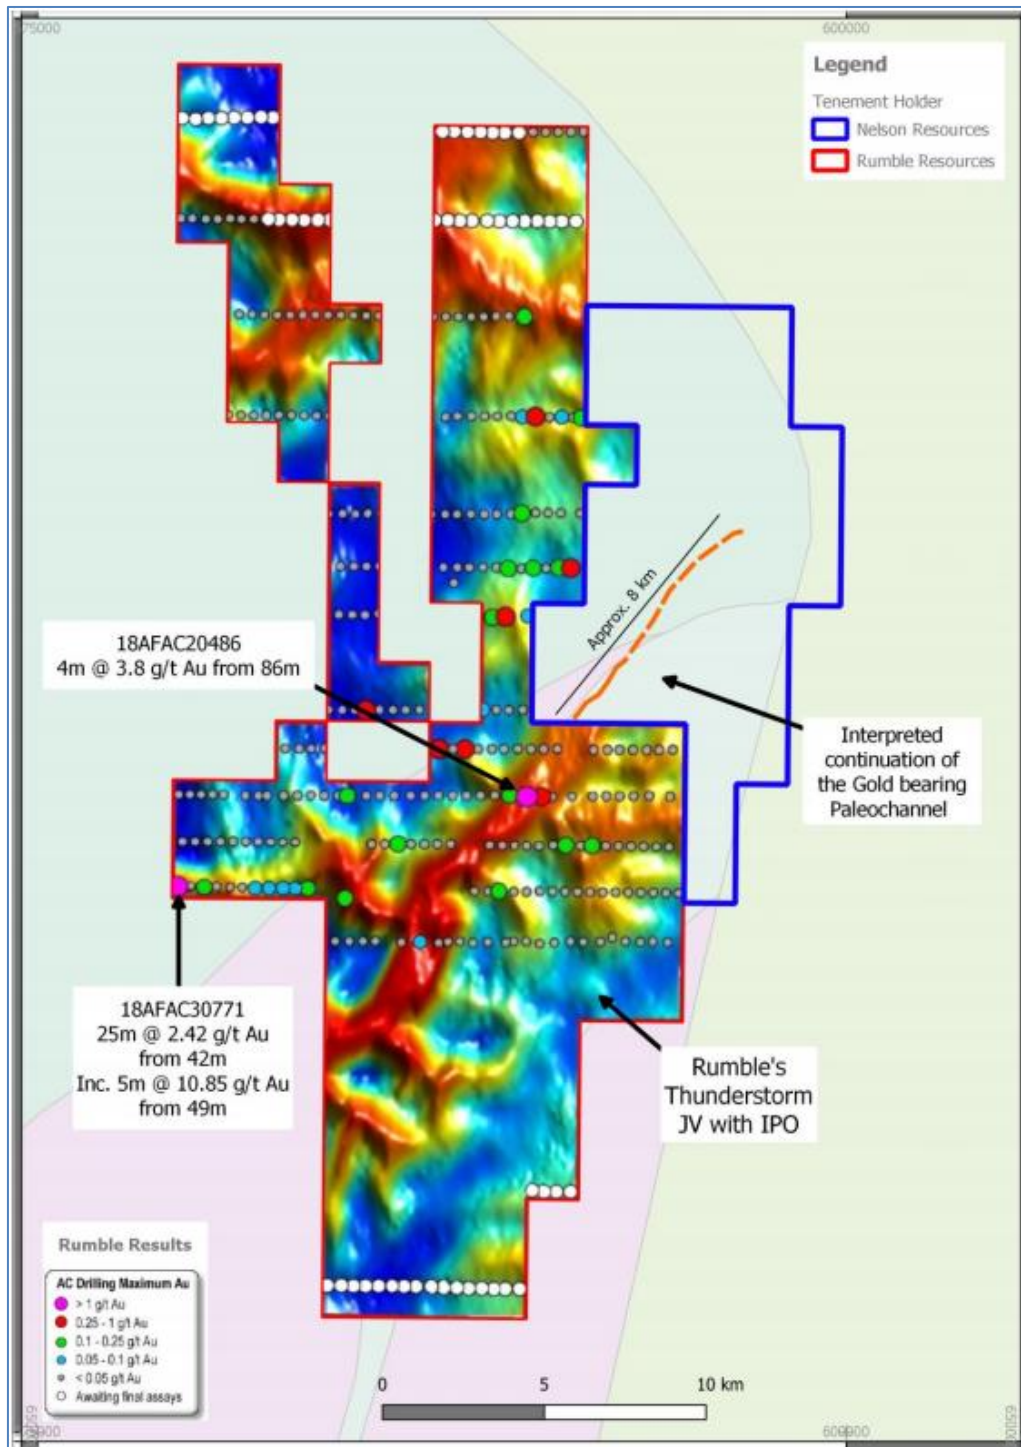 75000
600000
Legend
Tenement Holder
Nelson Resources
Rumble Resources
Approx. 8 km
18AFAC20486
4m @ 3.8 g/t Au from 86m
Interpreted
continuation of
the Gold bearing
Paleochannel
18AFAC30771
25m @ 2.42 g/t Au
from 42m
Inc. 5m @ 10.85 g/t Au
from 49m
Rumble's
Thunderstorm
JV with IPO
Rumble Results
AC Drilling Maximum Au
> 1 g/t Au
0.25 - 1 g/t Au
0.1 - 0.25 g/t Au
0.05 - 0.1 g/t Au
< 0.05 g/t Au
Awaiting final assays
0 5 10 km